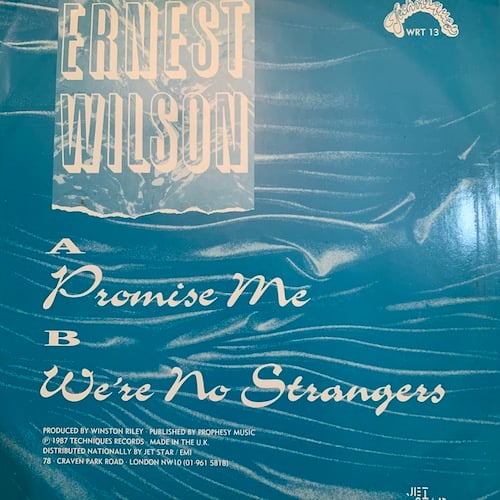 ERNEST
WILSON
Techniques
WRT 13
A
Promise Me
B
We're No Strangers
PRODUCED BY WINSTON RILEY · PUBLISHED BY PROPHESY MUSIC
℗ 1987 TECHNIQUES RECORDS · MADE IN THE U.K.
DISTRIBUTED NATIONALLY BY JET STAR / EMI
78 · CRAVEN PARK ROAD · LONDON NW10 (01-961 5818)
JET
STAR